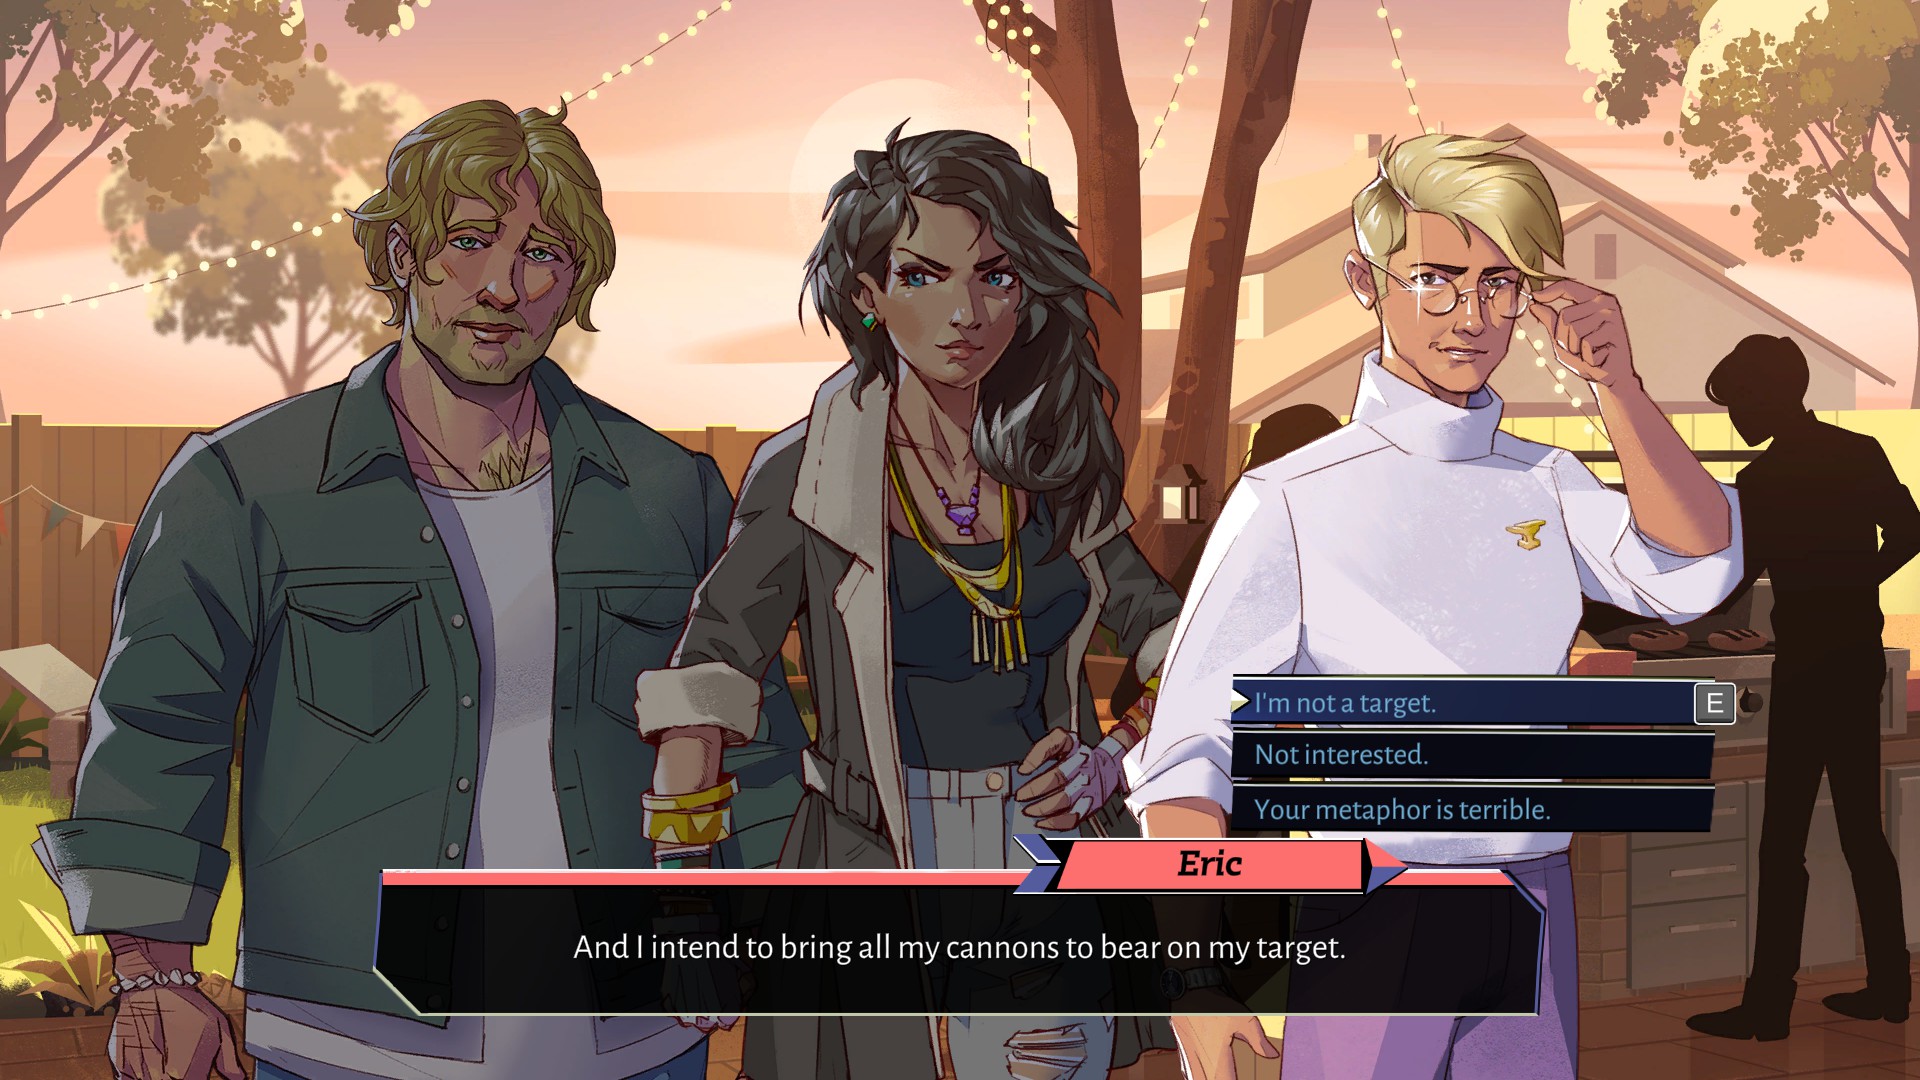 I'm not a target.
E
Not interested.
Your metaphor is terrible.
Eric
And I intend to bring all my cannons to bear on my target.